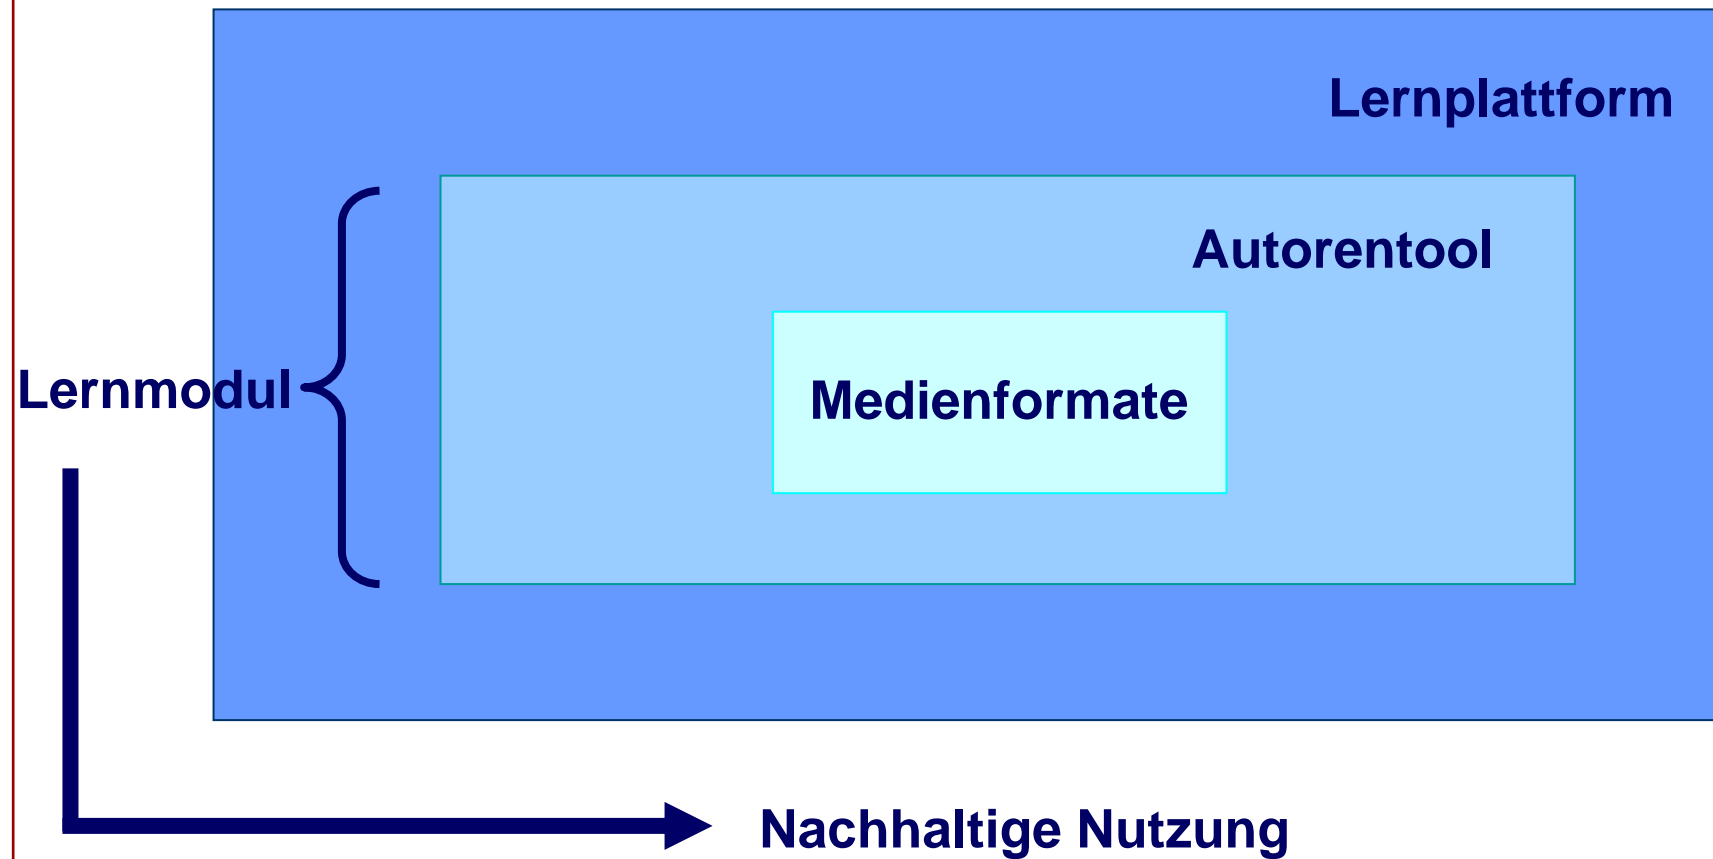 Lernplattform
Autorentool
Lernmodul
Medienformate
Nachhaltige Nutzung